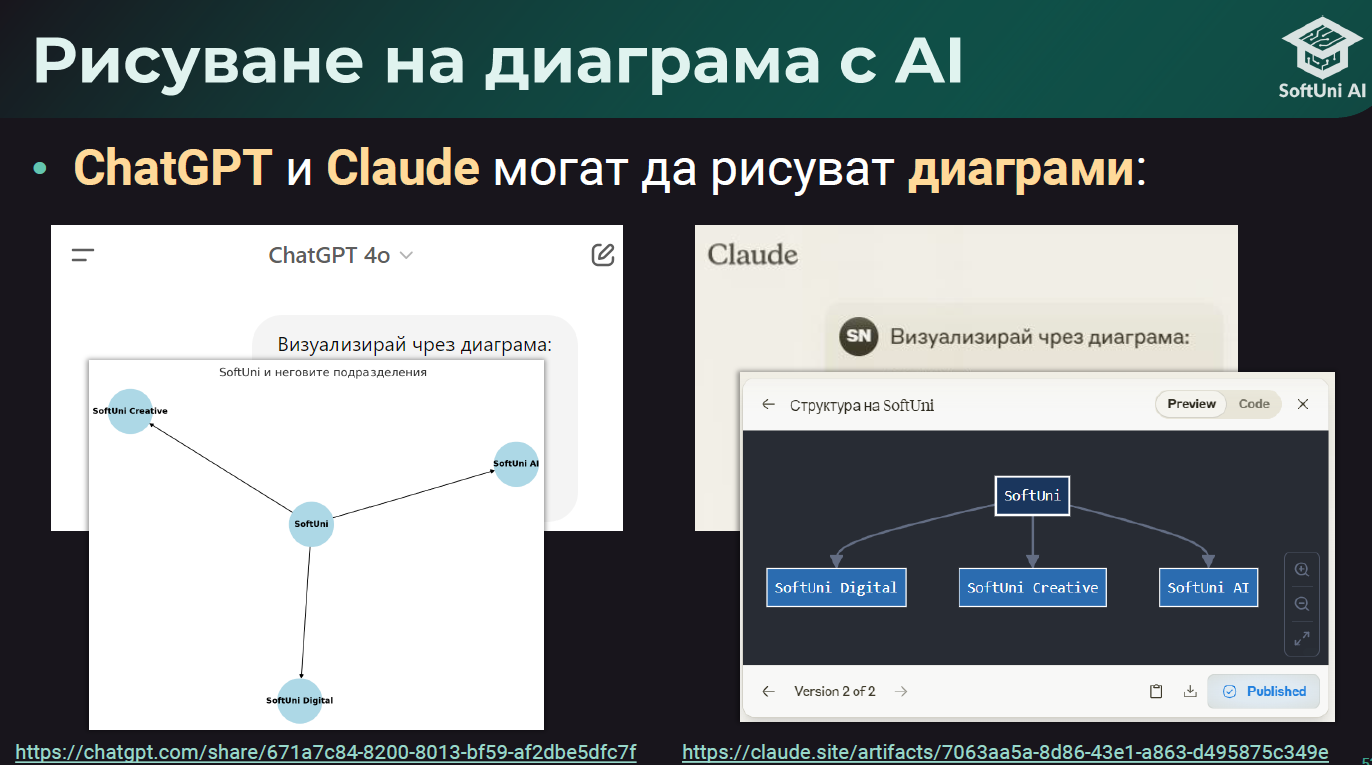 Рисуване на диаграма с AI
SoftUni AI
• ChatGPT и Claude могат да рисуват диаграми:
ChatGPT 4o
Визуализирай чрез диаграма:
SoftUni и неговите подразделения
SoftUni Creative
SoftUni AI
SoftUni
SoftUni Digital
https://chatgpt.com/share/671a7c84-8200-8013-bf59-af2dbe5dfc7f
Claude
SN Визуализирай чрез диаграма:
Структура на SoftUni
Preview Code
SoftUni
SoftUni Digital SoftUni Creative SoftUni AI
Version 2 of 2
Published
https://claude.site/artifacts/7063aa5a-8d86-43e1-a863-d495875c349e